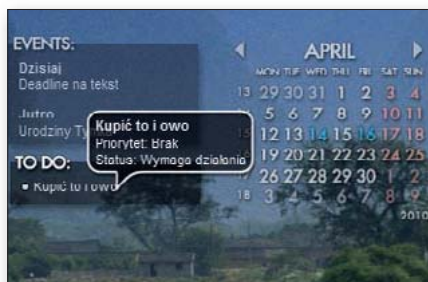 EVENTS:
Dzisiaj
Deadline na tekst
Jutro
Urodziny
TO DO:
Kupić to i owo
Kupić to i owo
Priorytet: Brak
Status: Wymaga działania
APRIL
MON TUE WED THU FRI SAT SUN
13 29 30 31 1 2 3 4
5 6 7 8 9 10 11
15 12 13 14 15 16 17 18
19 20 21 22 23 24 25
26 27 28 29 30 1 2
18 3 4 5 6 7 8 9
2010